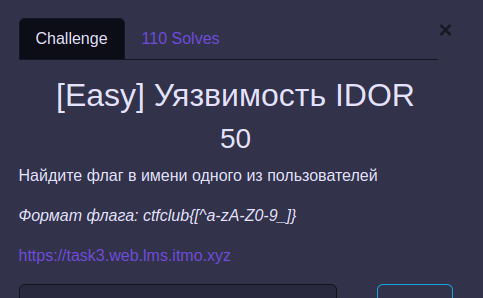 Challenge
110 Solves
×
[Easy] Уязвимость IDOR
50
Найдите флаг в имени одного из пользователей
Формат флага: ctfclub{[^a-zA-Z0-9_]}
https://task3.web.lms.itmo.xyz